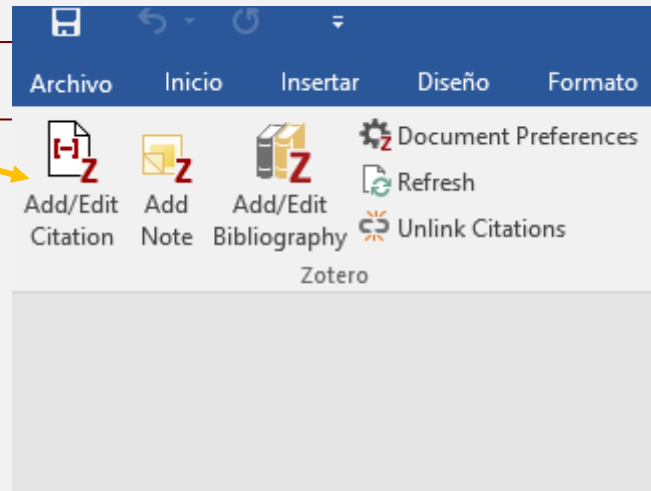 Archivo Inicio Insertar Diseño Formato
[-] Z Z Z
Z Document Preferences
Refresh
Unlink Citations
Add/Edit Add Add/Edit
Citation Note Bibliography
Zotero